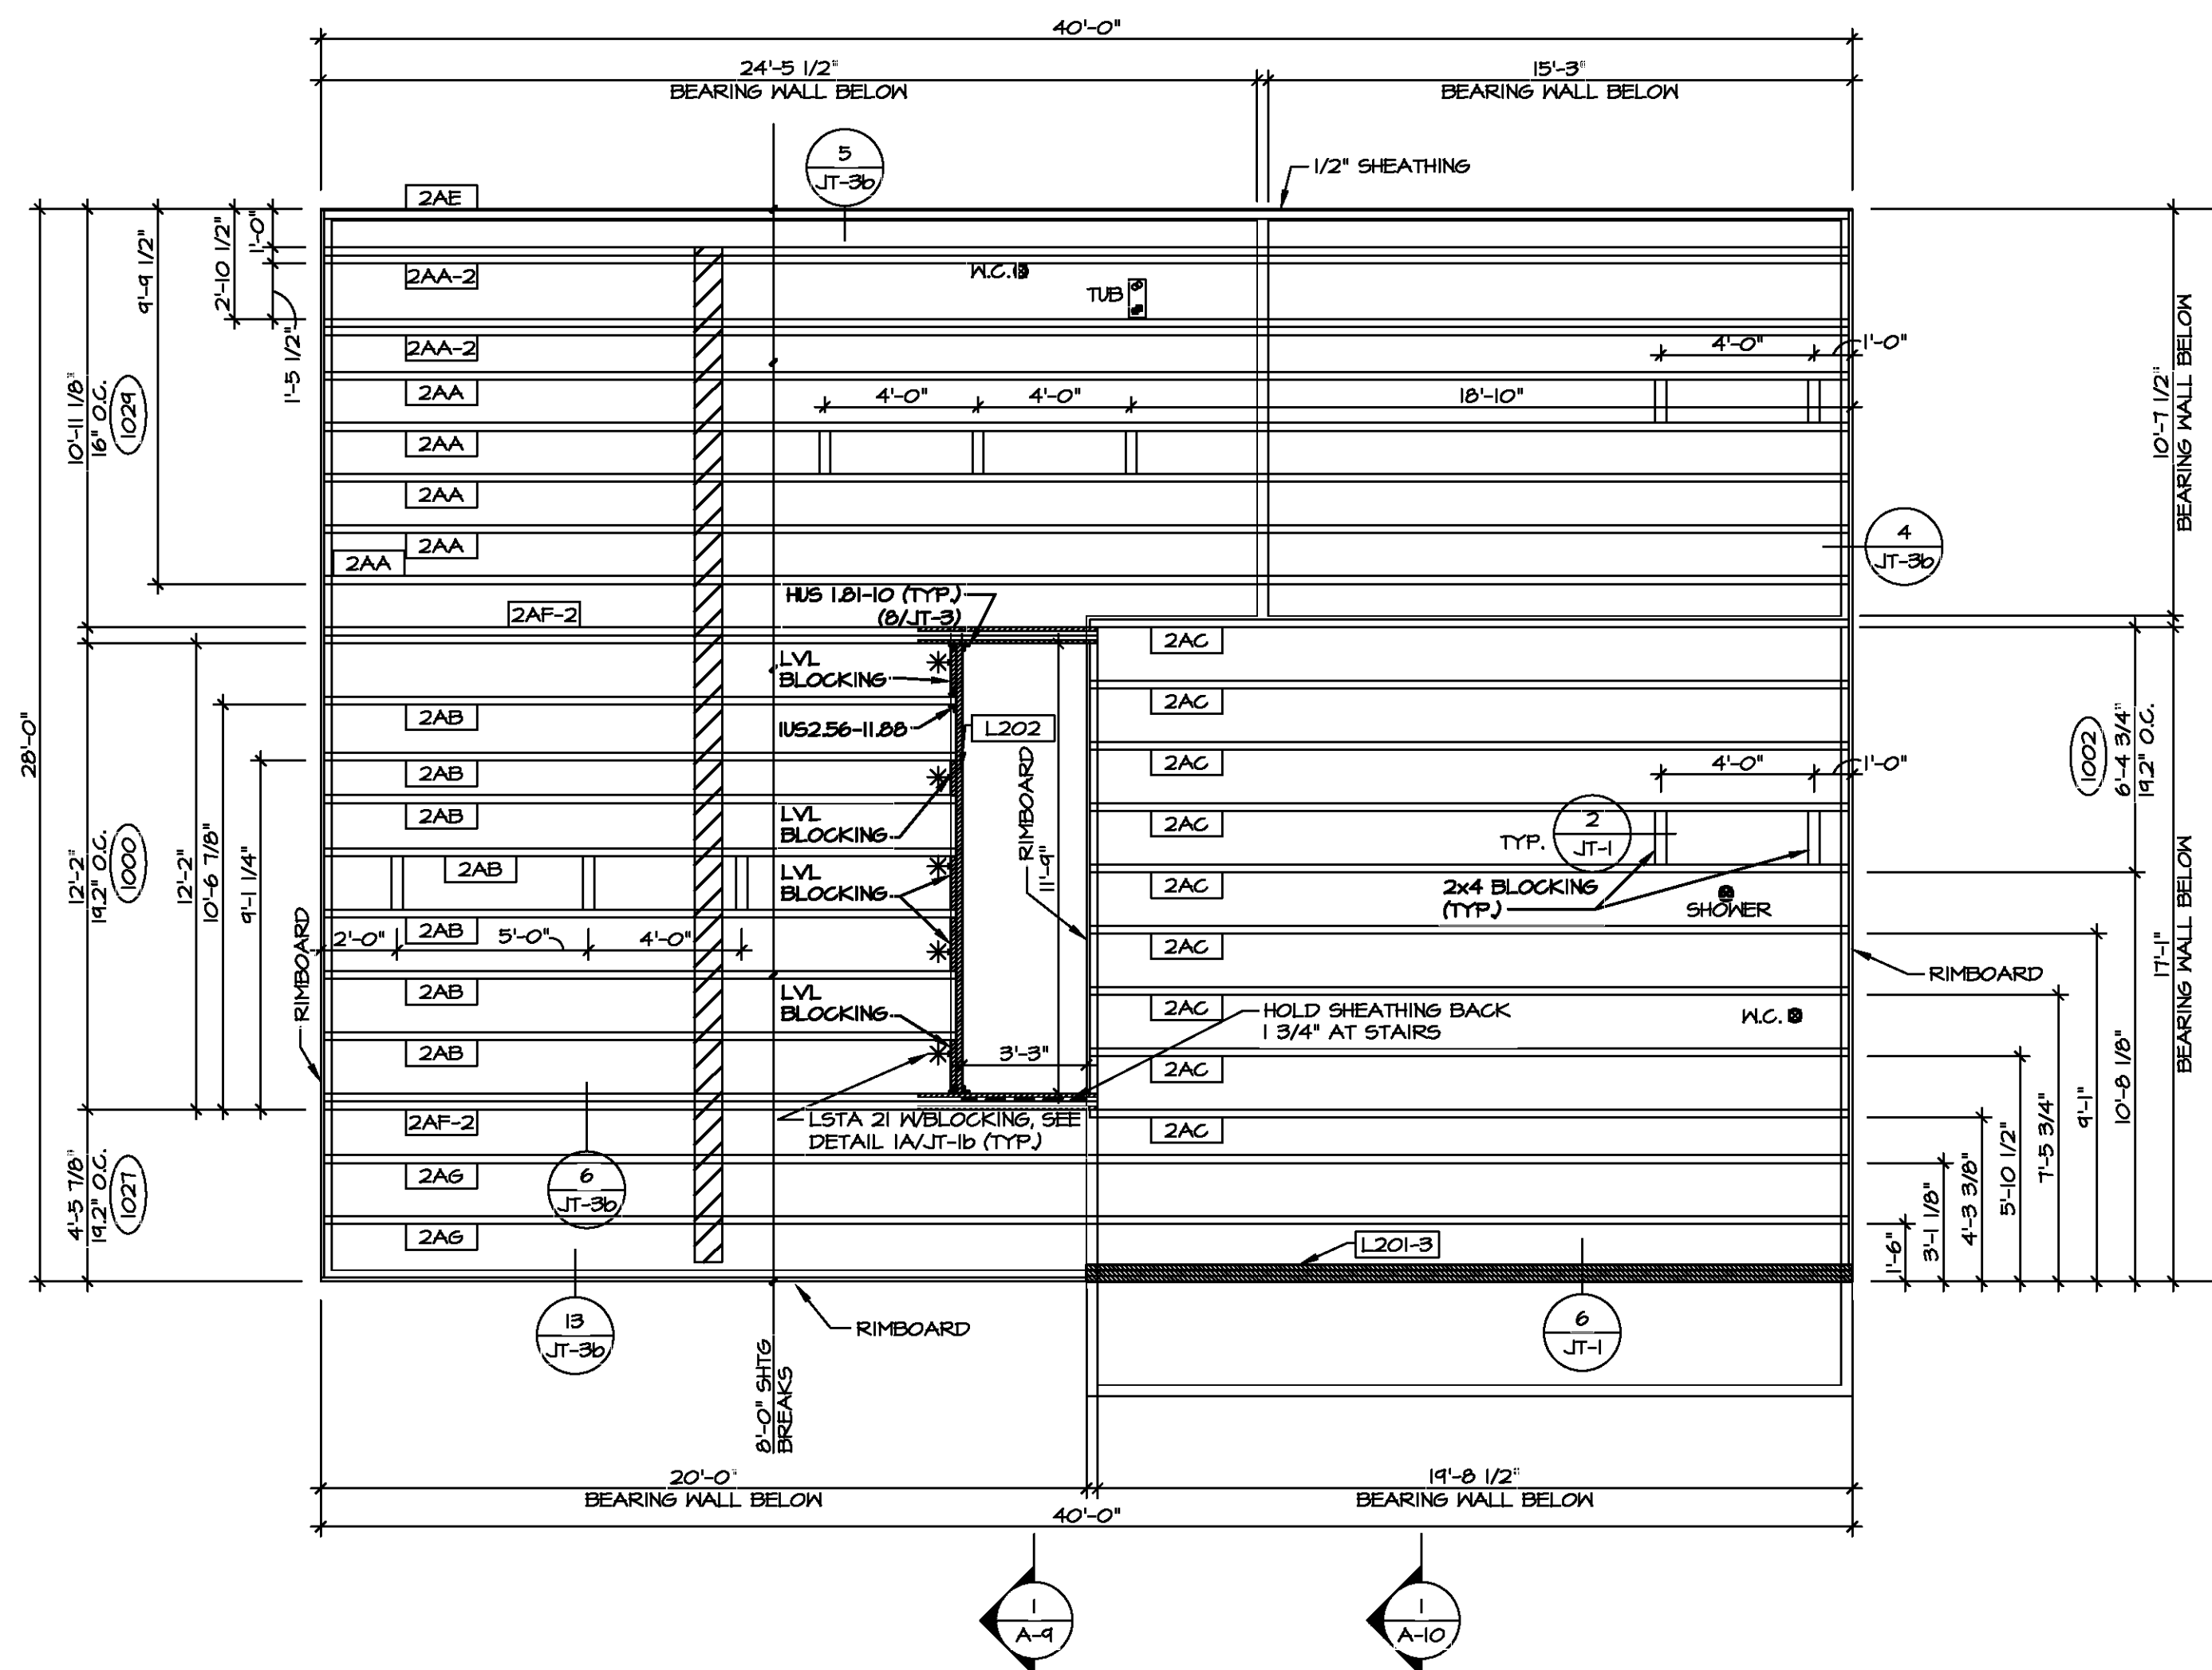 40'-0"
24'-5 1/2"
BEARING WALL BELOW
15'-3"
BEARING WALL BELOW
5
JT-3b
1/2" SHEATHING
2AE
1'-0"
2'-10 1/2"
9'-9 1/2"
1'-5 1/2"
10'-11 1/8"
16" O.C.
1029
28'-0"
2AA-2
W.C.
TUB
2AA-2
4'-0"
1'-0"
2AA
4'-0"
4'-0"
18'-10"
2AA
2AA
2AA
2AA
10'-7 1/2"
BEARING WALL BELOW
4
JT-3b
HUS 1.81-10 (TYP.)
(8/JT-3)
2AF-2
2AC
LVL
BLOCKING
2AC
2AB
IUS2.56-11.88
L202
RIMBOARD
11'-9"
2AC
2AB
4'-0"
1'-0"
1002
6'-4 3/4"
19.2" O.C.
2AB
LVL
BLOCKING
2AC
TYP.
2
JT-1
2AB
LVL
BLOCKING
2AC
2x4 BLOCKING
(TYP.)
SHOWER
12'-2"
19.2" O.C.
1000
12'-2"
10'-6 7/8"
9'-1 1/4"
2AB
2'-0"
5'-0"
4'-0"
2AC
RIMBOARD
RIMBOARD
17'-1"
BEARING WALL BELOW
2AB
LVL
BLOCKING
2AC
HOLD SHEATHING BACK
1 3/4" AT STAIRS
W.C.
2AB
3'-3"
2AC
2AF-2
LSTA 21 W/BLOCKING, SEE
DETAIL 1A/JT-1b (TYP.)
2AC
4'-5 7/8"
19.2" O.C.
1027
2AG
6
JT-3b
2AG
L201-3
1'-6"
3'-1 1/8"
4'-3 3/8"
5'-10 1/2"
7'-5 3/4"
9'-1"
10'-8 1/8"
13
JT-3b
RIMBOARD
6
JT-1
8'-0" SHTG
BREAKS
20'-0"
BEARING WALL BELOW
19'-8 1/2"
BEARING WALL BELOW
40'-0"
1
A-9
1
A-10